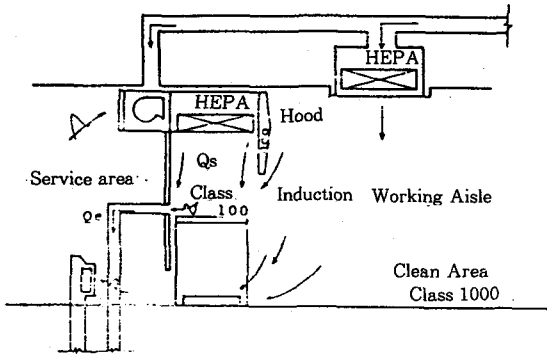 HEPA
HEPA
Hood
Qs
Service area
Class
100
Induction
Working Aisle
Qe
Clean Area
Class 1000